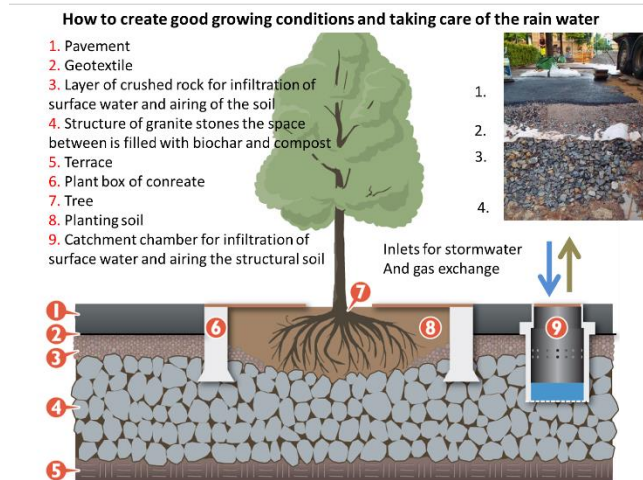 How to create good growing conditions and taking care of the rain water
1. Pavement
2. Geotextile
3. Layer of crushed rock for infiltration of
surface water and airing of the soil
4. Structure of granite stones the space
between is filled with biochar and compost
5. Terrace
6. Plant box of conreate
7. Tree
8. Planting soil
9. Catchment chamber for infiltration of
surface water and airing the structural soil
1.
2.
3.
4.
Inlets for stormwater
And gas exchange
1
2
3
4
5
6
7
8
9